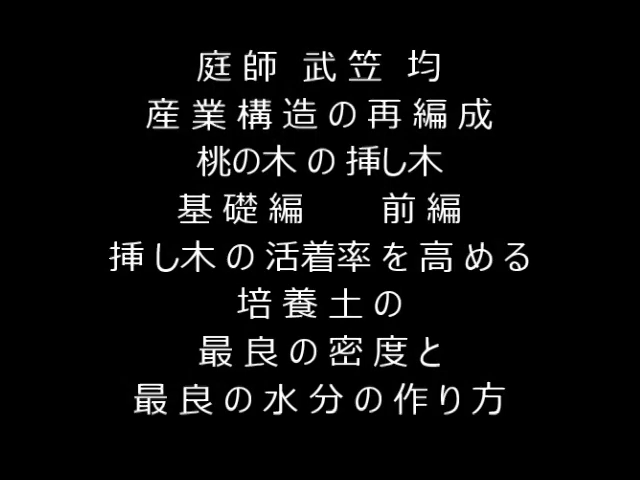 庭師 武笠 均
産業構造の再編成
桃の木の挿し木
基礎編 前編
挿し木の活着率を高める
培養土の
最良の密度と
最良の水分の作り方